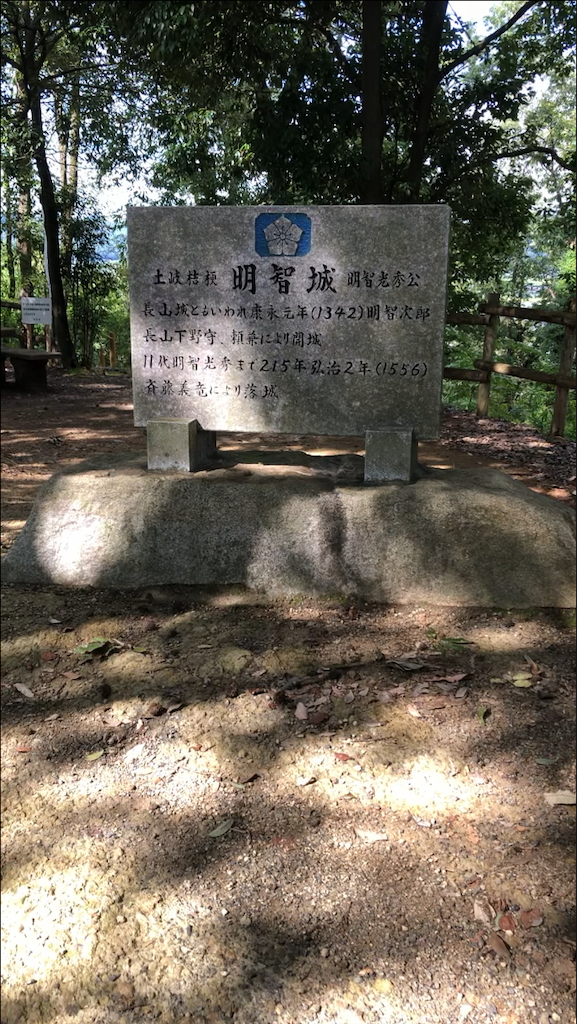 土岐桔梗 明智城 明智光秀公
長山城ともいわれ康永元年(1342)明智次郎
長山下野守、頼兼により開城
11代明智光秀まで215年弘治2年(1556)
斉藤義竜により落城